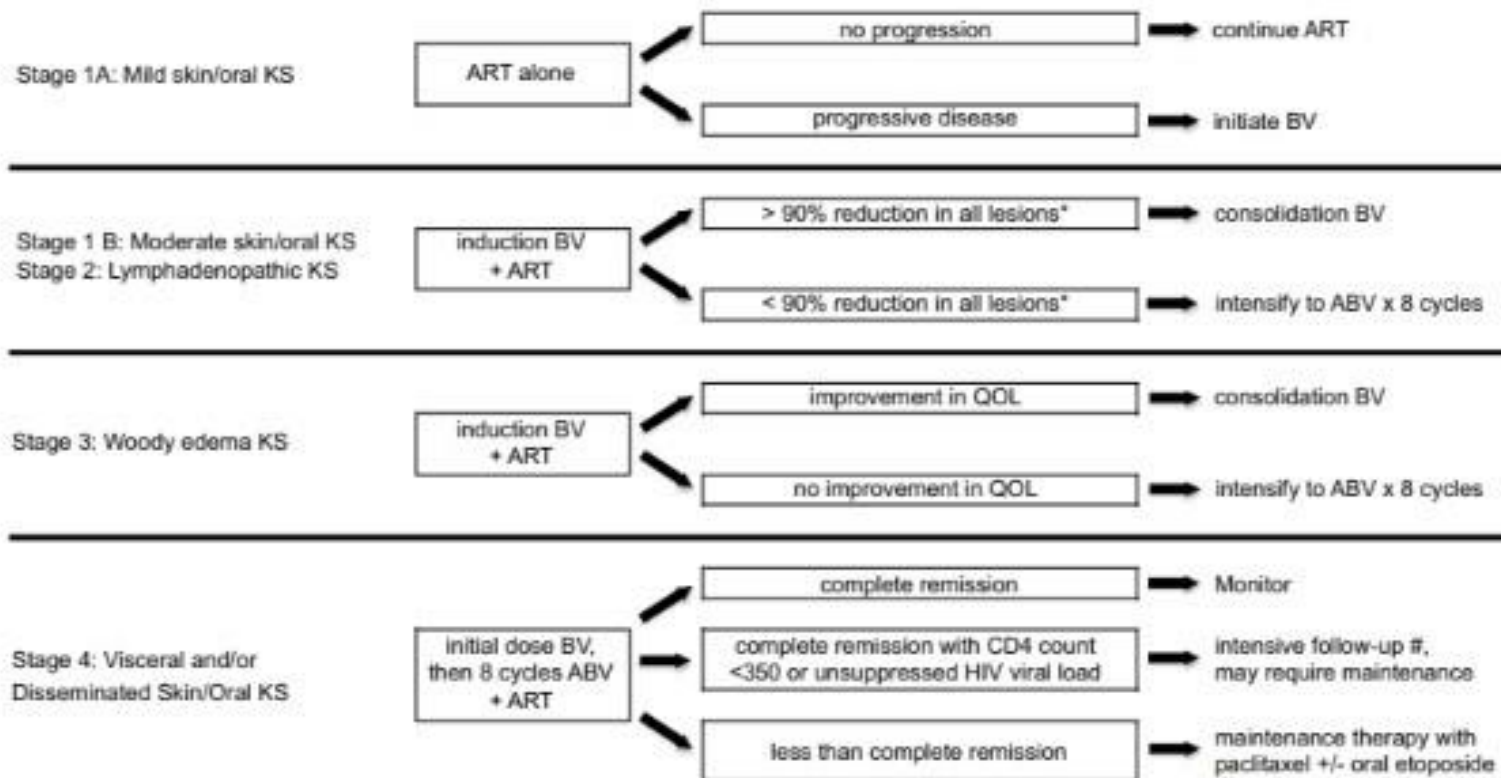 Stage 1A: Mild skin/oral KS
ART alone
no progression
continue ART
progressive disease
initiate BV
Stage 1 B: Moderate skin/oral KS
Stage 2: Lymphadenopathic KS
induction BV
+ ART
> 90% reduction in all lesions*
consolidation BV
< 90% reduction in all lesions*
intensify to ABV x 8 cycles
Stage 3: Woody edema KS
induction BV
+ ART
improvement in QOL
consolidation BV
no improvement in QOL
intensify to ABV x 8 cycles
Stage 4: Visceral and/or
Disseminated Skin/Oral KS
initial dose BV,
then 8 cycles ABV
+ ART
complete remission
Monitor
complete remission with CD4 count
<350 or unsuppressed HIV viral load
intensive follow-up #,
may require maintenance
less than complete remission
maintenance therapy with
paclitaxel +/- oral etoposide